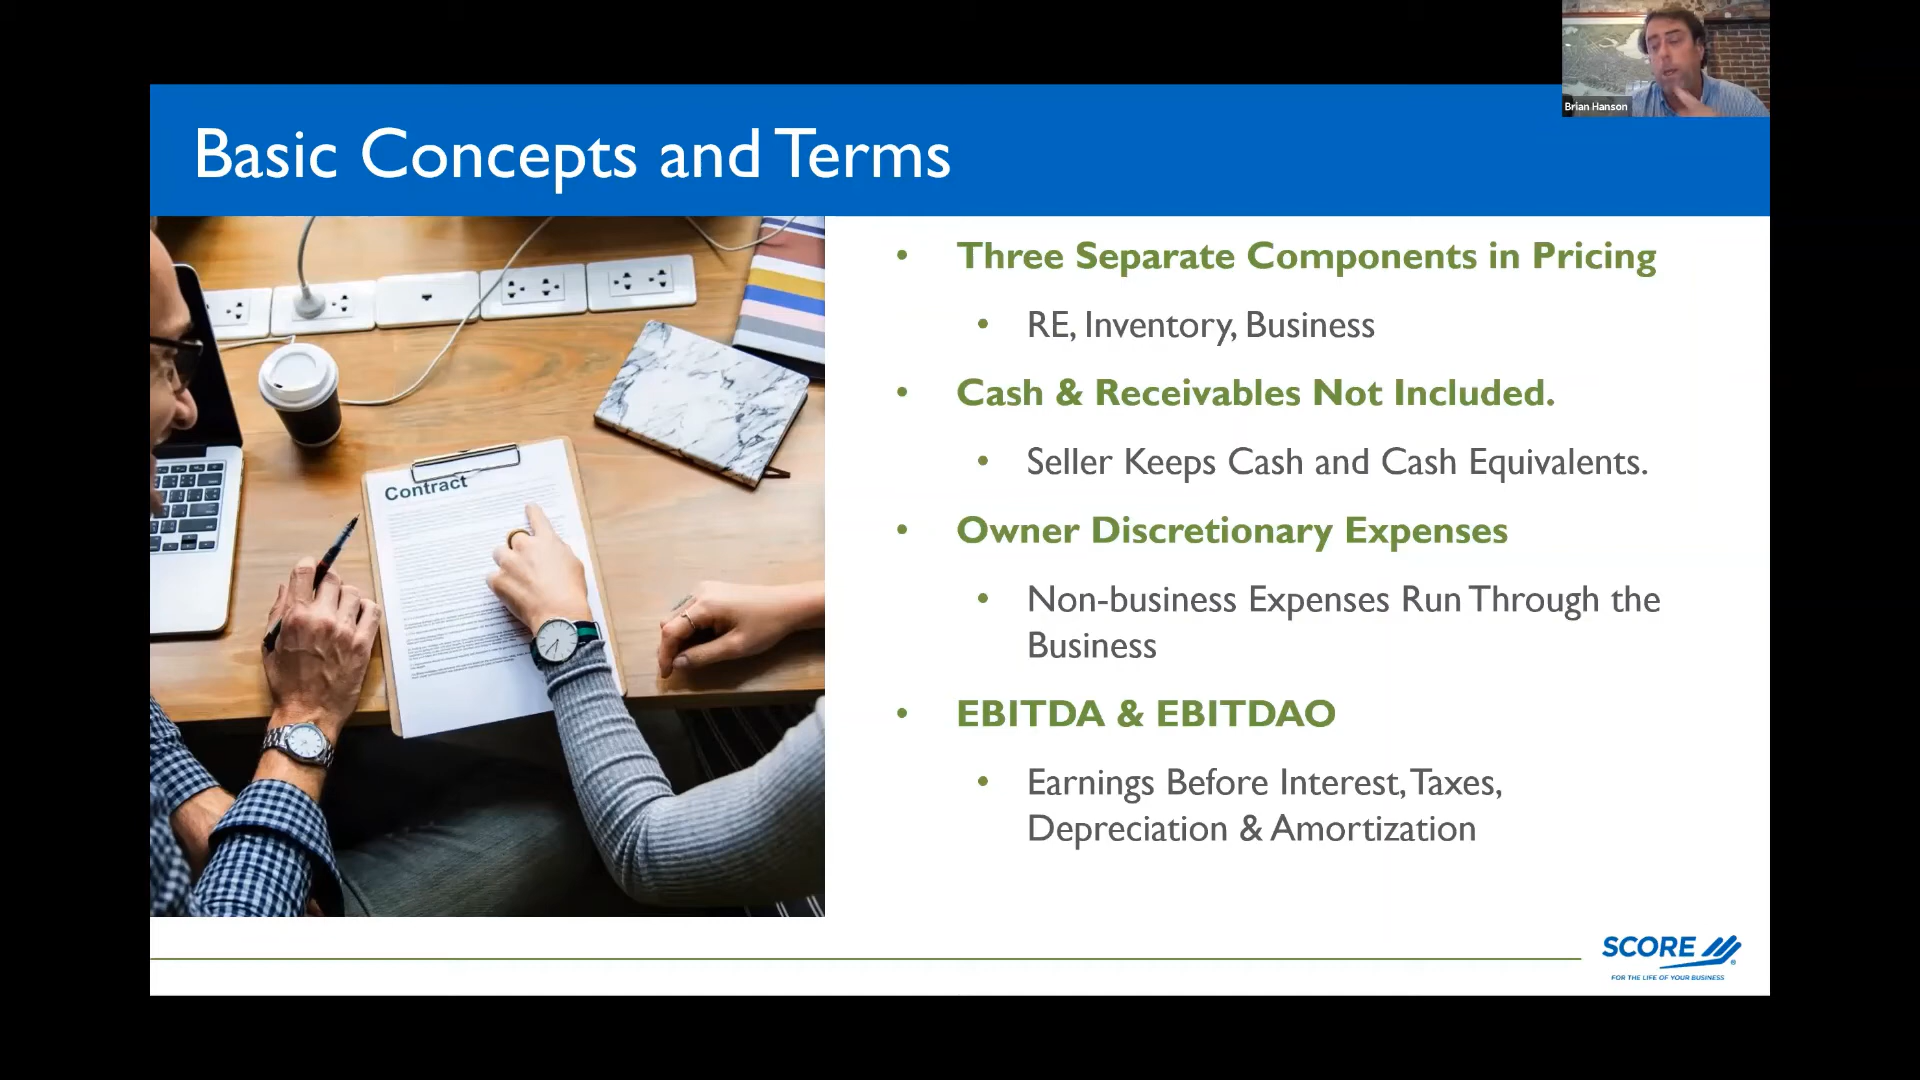 Brian Hanson
Basic Concepts and Terms
• Three Separate Components in Pricing
• RE, Inventory, Business
• Cash & Receivables Not Included.
• Seller Keeps Cash and Cash Equivalents.
• Owner Discretionary Expenses
• Non-business Expenses Run Through the
Business
• EBITDA & EBITDAO
• Earnings Before Interest, Taxes,
Depreciation & Amortization
Contract
SCORE
FOR THE LIFE OF YOUR BUSINESS